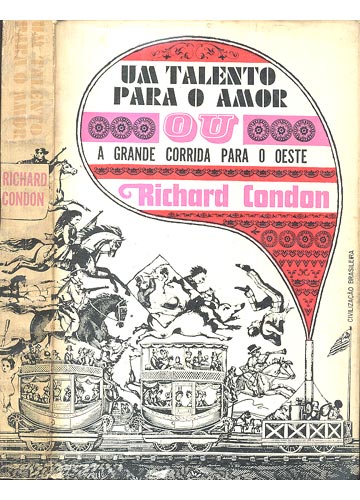 UM TALENTO
PARA O AMOR
OU
A GRANDE CORRIDA PARA O OESTE
Richard Condon
CIVILIZAÇÃO BRASILEIRA
RICHARD
CONDON